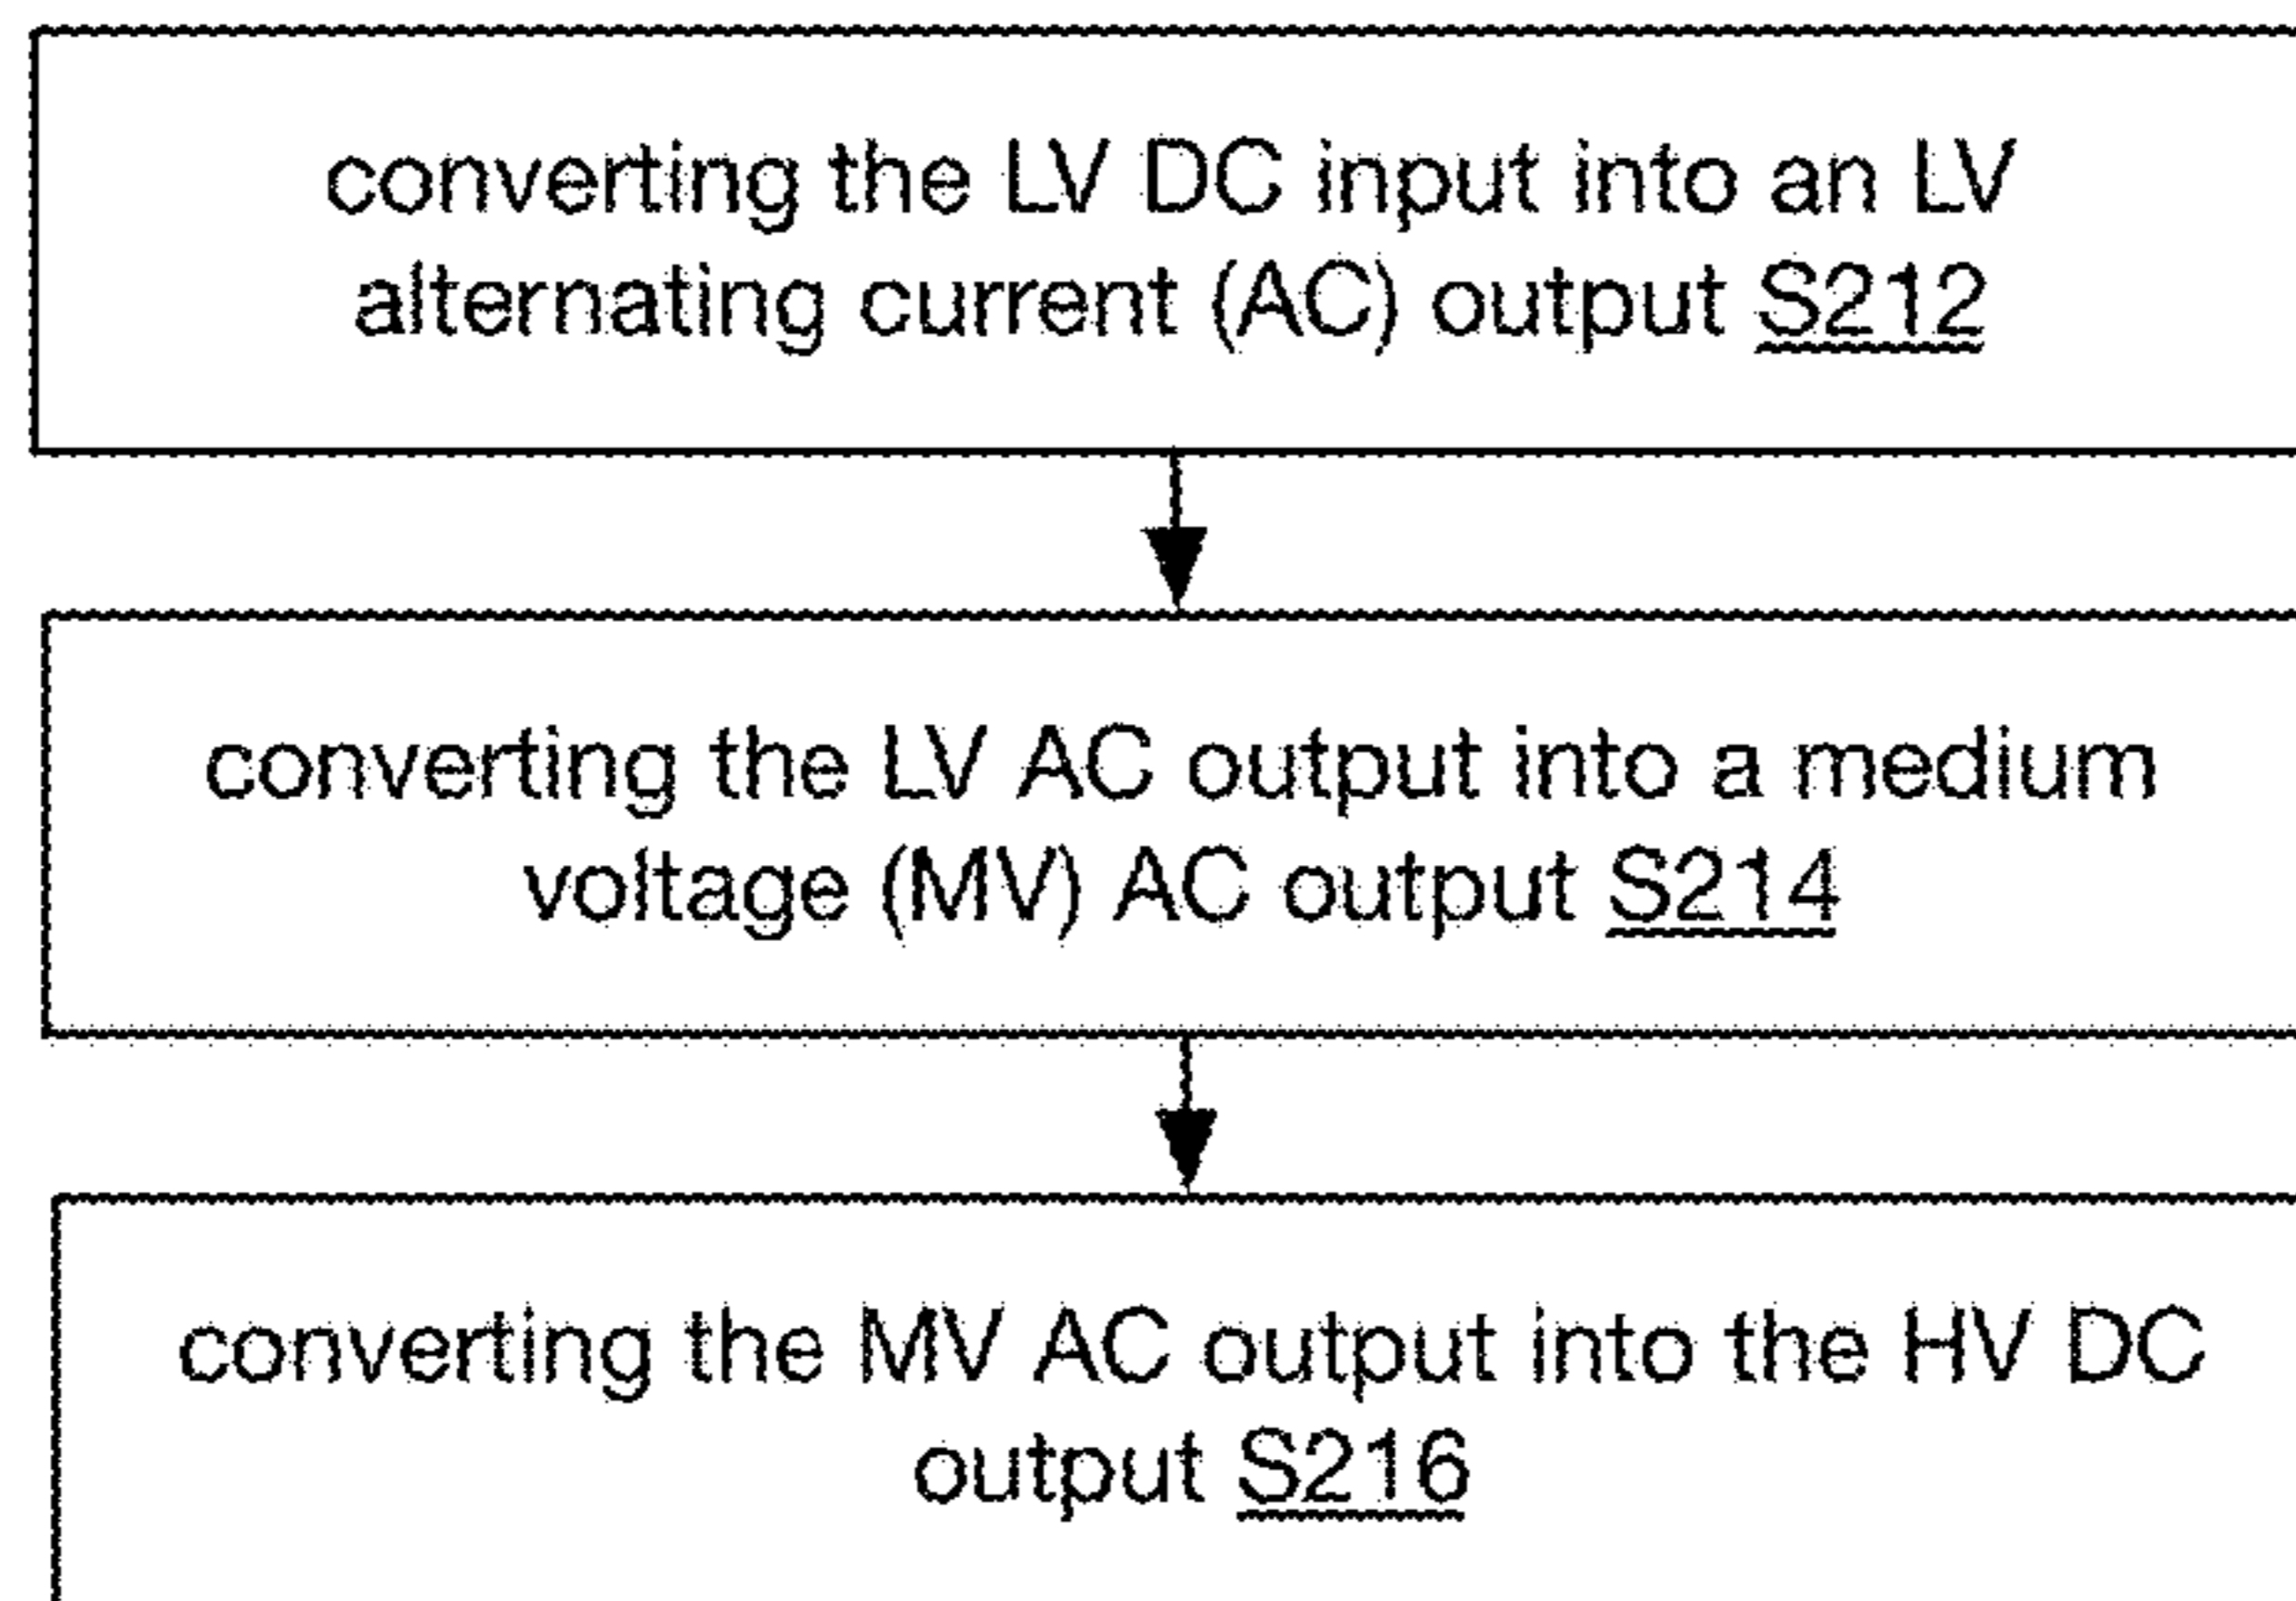 converting the LV DC input into an LV
alternating current (AC) output S212
converting the LV AC output into a medium
voltage (MV) AC output S214
converting the MV AC output into the HV DC
output S216